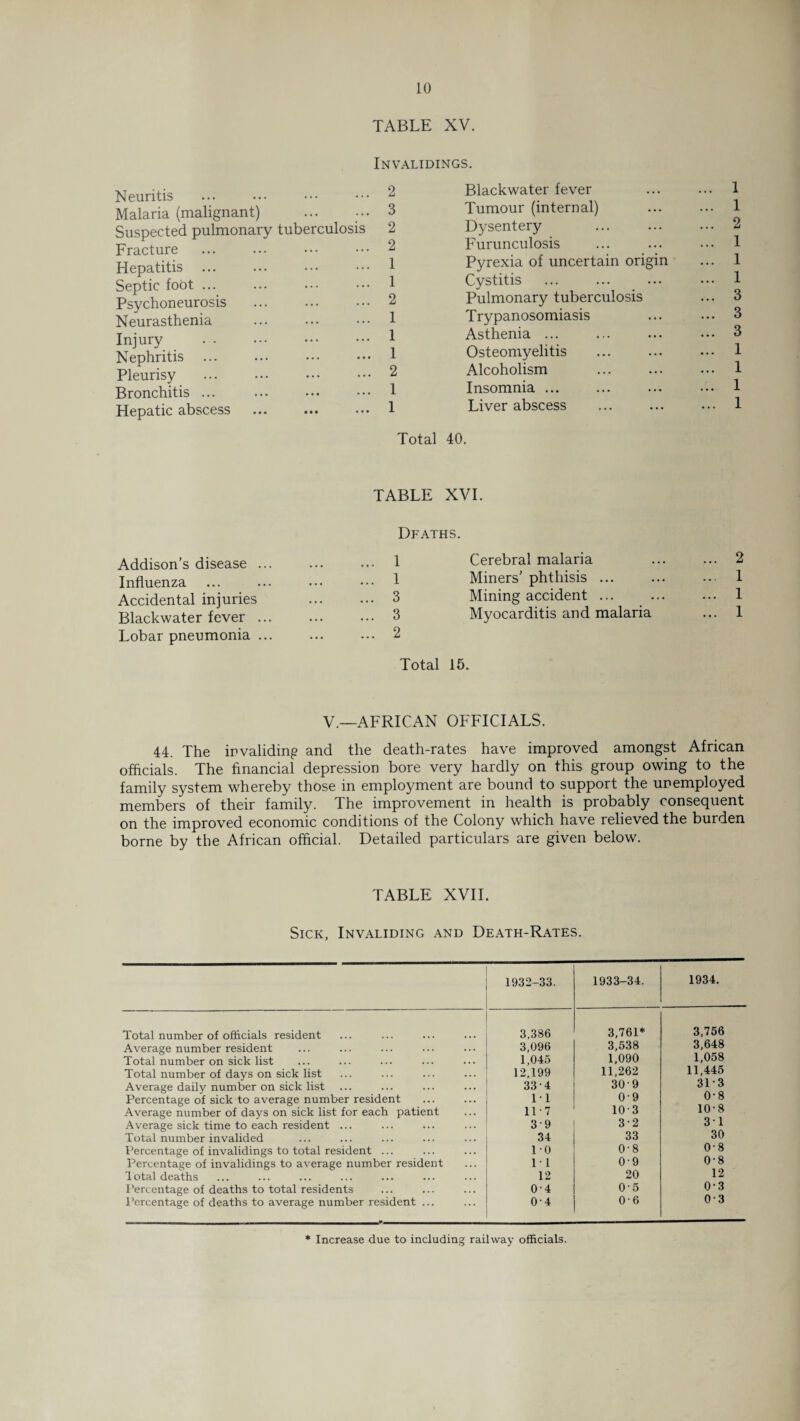 10
TABLE XV.
Invalidings.
Neuritis ... ... ... ... 2
Malaria (malignant) ... ... 3
Suspected pulmonary tuberculosis 2
Fracture ... ... ... ... 2
Hepatitis ... ... ... ... 1
Septic foot ... ... ... ... 1
Psychoneurosis ... ... ... 2
Neurasthenia ... ... ... 1
Injury ... ... ... ... 1
Nephritis ... ... ... ... 1
Pleurisy ... ... ... ... 2
Bronchitis ... ... ... ... 1
Hepatic abscess ... ... ... 1
Blackwater fever ... ... 1
Tumour (internal) ... ... 1
Dysentery ... ... ... 2
Furunculosis ... ... ... 1
Pyrexia of uncertain origin ... 1
Cystitis ... ... ... ... 1
Pulmonary tuberculosis ... 3
Trypanosomiasis ... ... 3
Asthenia ... ... ... ... 3
Osteomyelitis ... ... ... 1
Alcoholism ... ... ... 1
Insomnia ... ... ... ... 1
Liver abscess ... ... ... 1
Total 40.
TABLE XVI.
Deaths.
Addison's disease ... ... ... 1
Influenza ... ... ... ... 1
Accidental injuries ... ... 3
Blackwater fever ... ... ... 3
Lobar pneumonia ... ... ... 2
Cerebral malaria ... ... 2
Miners' phthisis ... ... ... 1
Mining accident ... ... ... 1
Myocarditis and malaria ... 1
Total 15.
V.—AFRICAN OFFICIALS.
44. The invaliding and the death-rates have improved amongst African
officials. The financial depression bore very hardly on this group owing to the
family system whereby those in employment are bound to support the unemployed
members of their family. The improvement in health is probably consequent
on the improved economic conditions of the Colony which have relieved the burden
borne by the African official. Detailed particulars are given below.
TABLE XVII.
Sick, Invaliding and Death-Rates.
1932-33. 1933-34. 1934.
Total number of officials resident ... ... ... ... 3,386 3,761* 3,756
Average number resident ... ... ... ... ... 3,096 3,538 3,648
Total number on sick list ... ... ... ... ... 1,045 1,090 1,058
Total number of days on sick list ... ... ... ... 12,199 11,262 11,445
Average daily number on sick list ... ... ... ... 33·4 30·9 31·3
Percentage of sick to average number resident ... ... 1·1 0·9 0·8
Average number of days on sick list for each patient ... 11·7 10·3 10·8
Average sick time to each resident ... ... ... ... 3·9 3·2 3·1
Total number invalided ... ... ... ... ... 34 33 30
Percentage of invalidings to total resident ... ... ... 1·0 0·8 0·8
Percentage of invalidings to average number resident ... 1·1 0·9 0·8
Total deaths ... ... ... ... ... ... ... 12 20 12
Percentage of deaths to total residents ... ... ... 0·4 0·5 0·3
Percentage of deaths to average number resident ... ... 0·4 0·6 0·3
* Increase due to including railway officials.